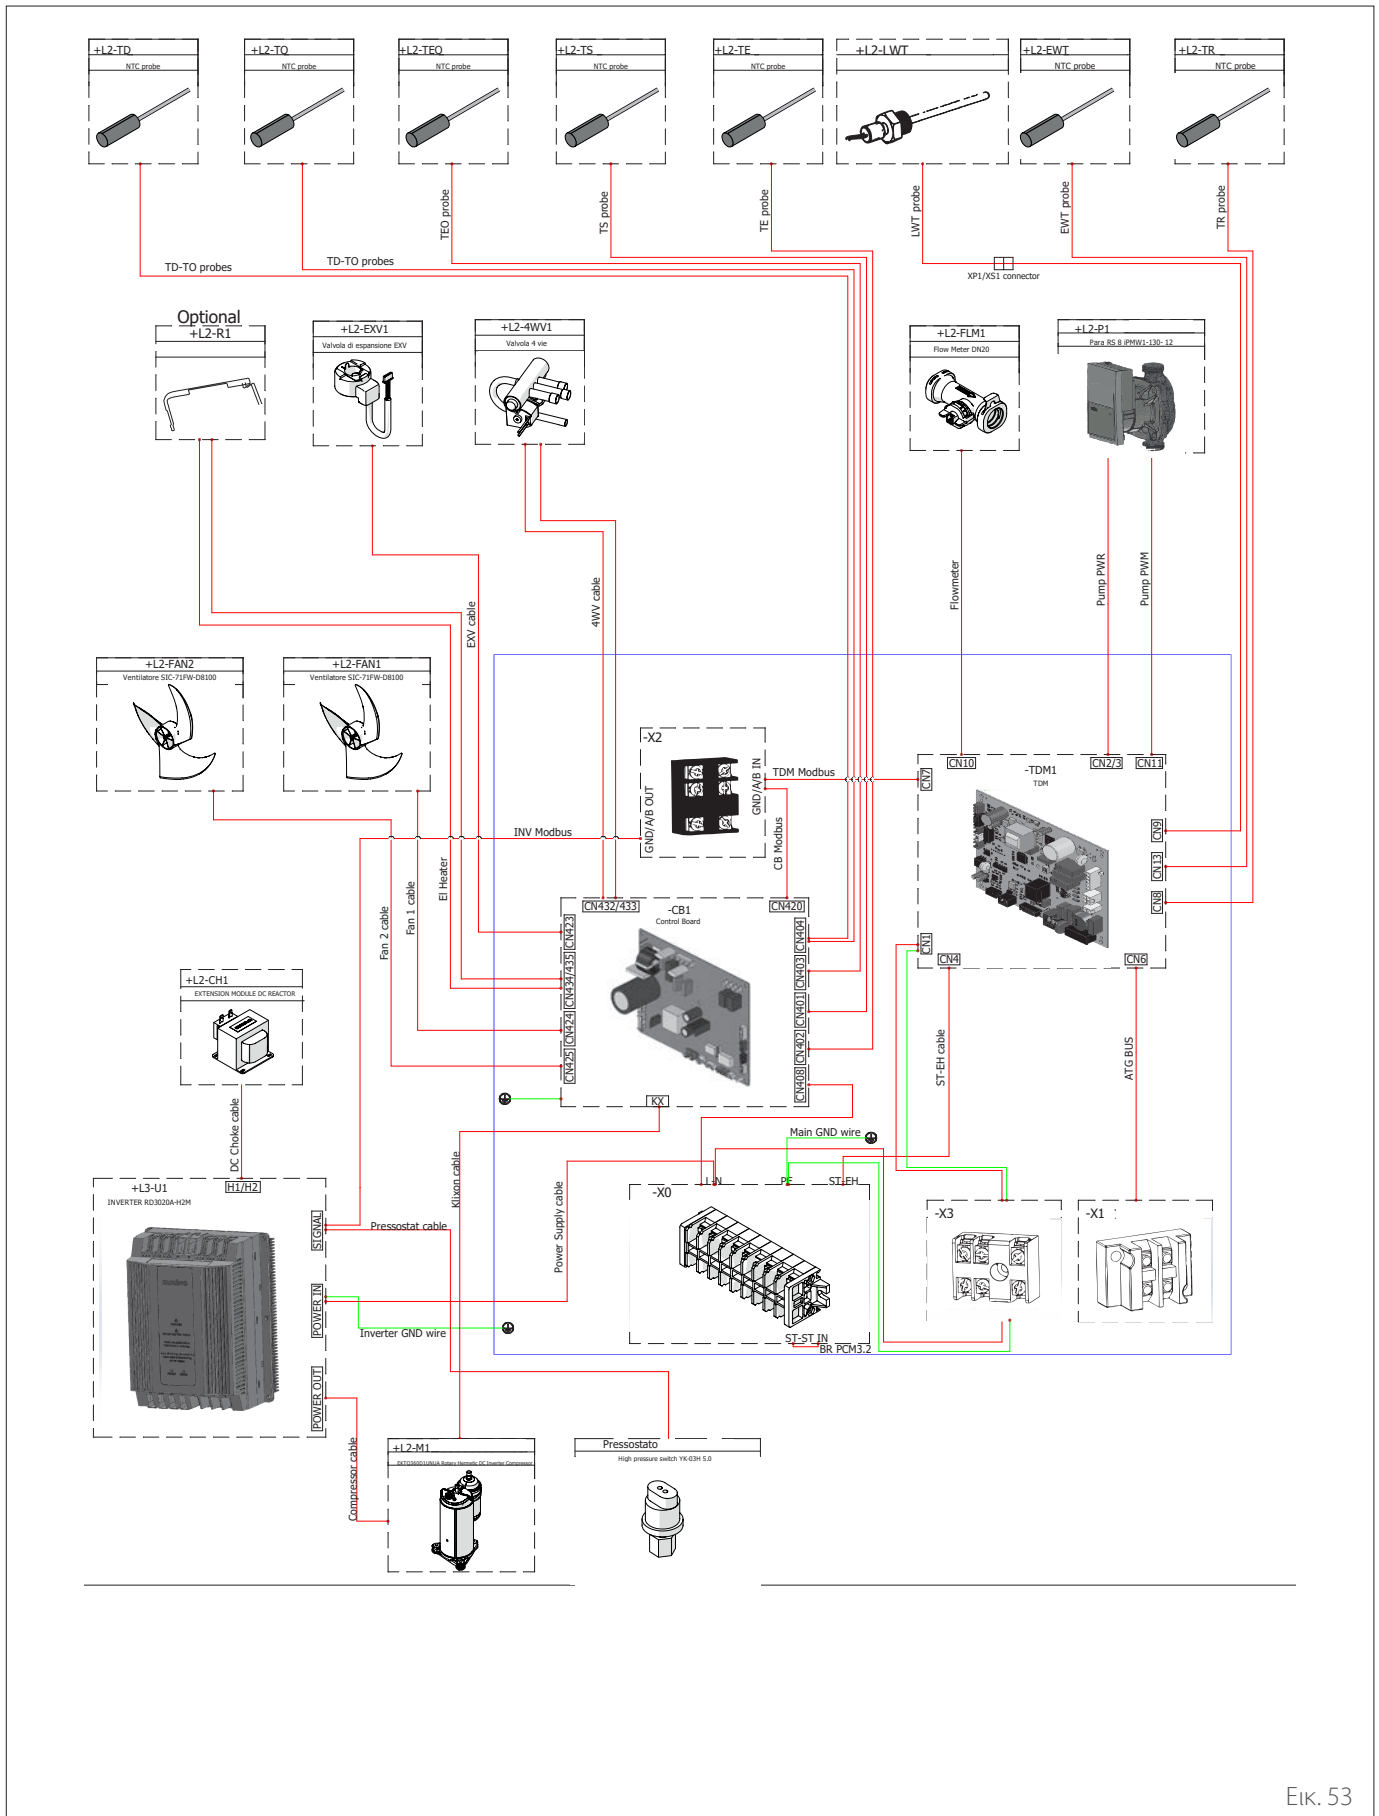 +L2-TD
NTC probe
+L2-TO
NTC probe
+L2-TEO
NTC probe
+L2-TS
NTC probe
+L2-TE
NTC probe
+L2-LWT
+L2-EWT
NTC probe
+L2-TR
NTC probe
TEO probe
TS probe
TE probe
LWT probe
EWT probe
TR probe
TD-TO probes
TD-TO probes
XP1/XS1 connector
Optional
+L2-R1
+L2-EXV1
Valvola di espansione EXV
+L2-4WV1
Valvola 4 vie
+L2-FLM1
Flow Meter DN20
+L2-P1
Para RS 8 iPMW1-130- 12
EXV cable
4WV cable
Flowmeter
Pump PWR
Pump PWM
+L2-FAN2
Ventilatore SIC-71FW-D8100
+L2-FAN1
Ventilatore SIC-71FW-D8100
-X2
GND/A/B OUT
GND/A/B IN
TDM Modbus
CN7
CN10
CN2/3
CN11
-TDM1
TDM
CN9
CN13
CN8
CN1
CN4
CN6
INV Modbus
CB Modbus
El Heater
Fan 1 cable
Fan 2 cable
CN432/433
CN420
-CB1
Control Board
CN423
CN434/435
CN424
CN425
CN404
CN403
CN401
CN402
CN408
KX
+L2-CH1
EXTENSION MODULE DC REACTOR
DC Choke cable
ST-EH cable
ATG BUS
Main GND wire
Klixon cable
Power Supply cable
+L3-U1
H1/H2
INVERTER RD3020A-H2M
SIGNAL
POWER IN
POWER OUT
Pressostat cable
Inverter GND wire
Compressor cable
L-N
PE
ST-EH
-X0
ST-ST IN
BR PCM3.2
-X3
-X1
+L2-M1
Pressostato
High pressure switch YK-03H 5.0
Εικ. 53